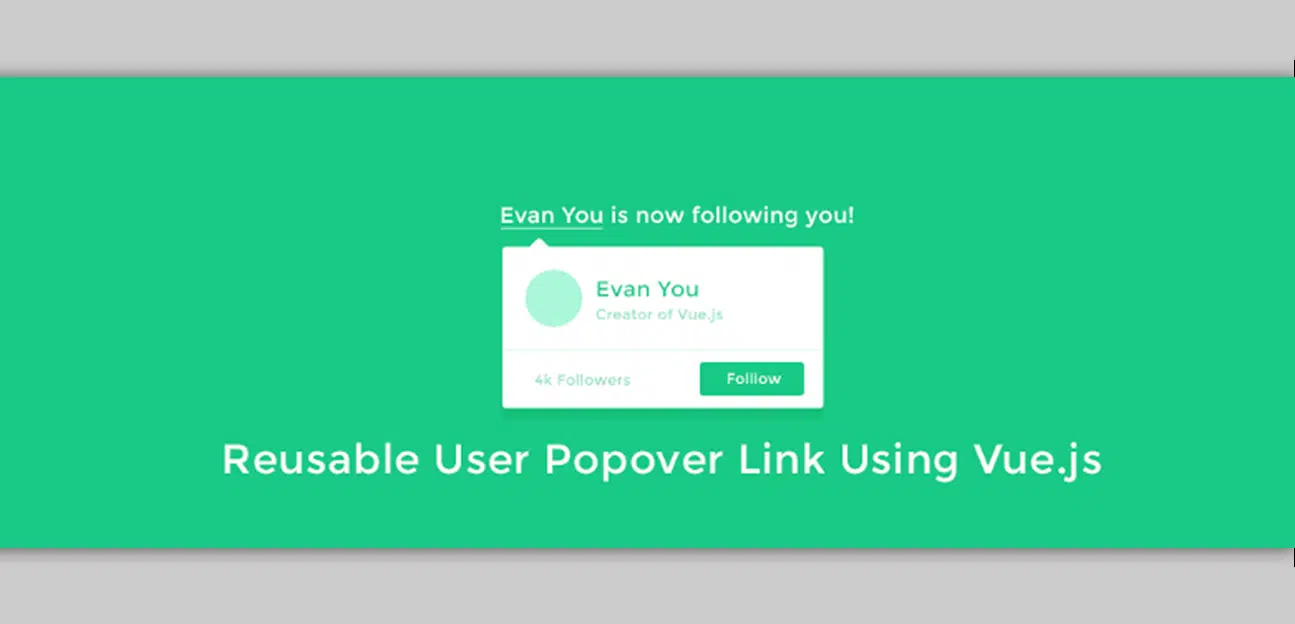 Evan You is now following you!
Evan You
Creator of Vue.js
4k Followers
Folllow
Reusable User Popover Link Using Vue.js